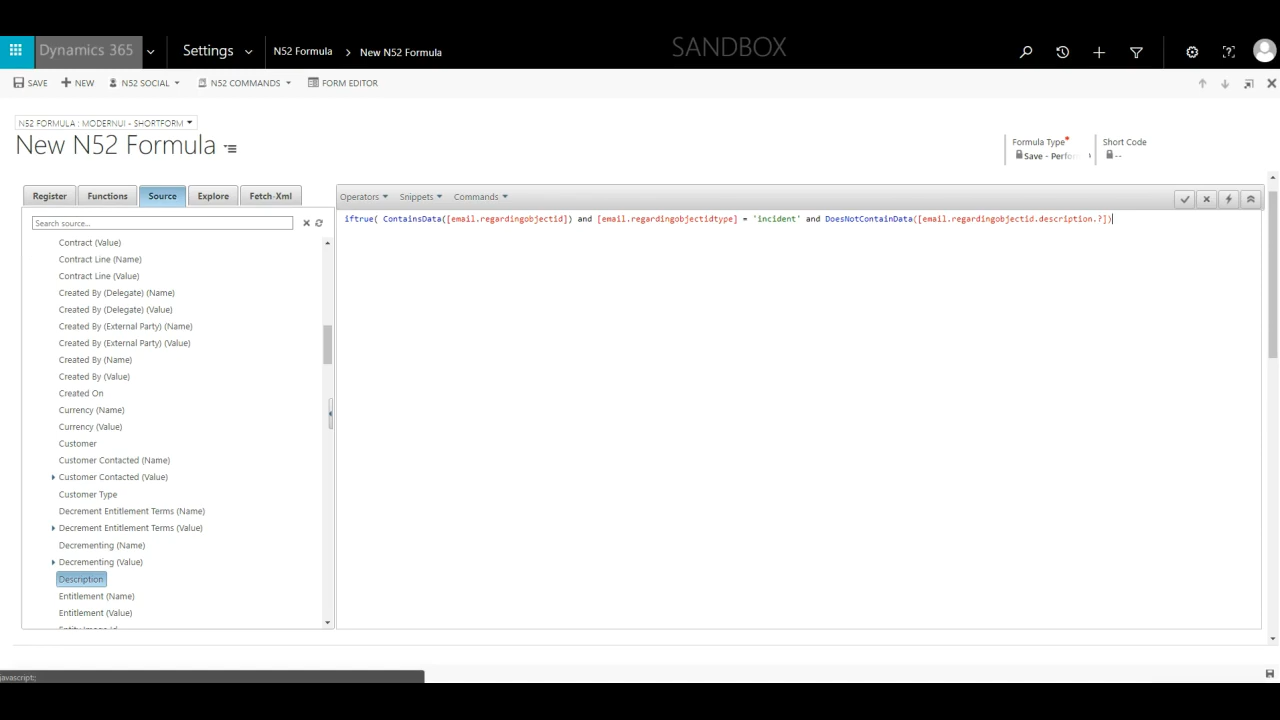 Dynamics 365
Settings
N52 Formula
New N52 Formula
SANDBOX
SAVE
NEW
N52 SOCIAL
N52 COMMANDS
FORM EDITOR
N52 FORMULA : MODERNUI - SHORTFORM
New N52 Formula
Formula Type*
Save - Perfo
Short Code
--
Register
Functions
Source
Explore
Fetch-Xml
Operators
Snippets
Commands
Search source...
iftrue( ContainsData([email.regardingobjectid]) and [email.regardingobjectidtype] = 'incident' and DoesNotContainData([email.regardingobjectid.description.?])
Contract (Value)
Contract Line (Name)
Contract Line (Value)
Created By (Delegate) (Name)
Created By (Delegate) (Value)
Created By (External Party) (Name)
Created By (External Party) (Value)
Created By (Name)
Created By (Value)
Created On
Currency (Name)
Currency (Value)
Customer
Customer Contacted (Name)
Customer Contacted (Value)
Customer Type
Decrement Entitlement Terms (Name)
Decrement Entitlement Terms (Value)
Decrementing (Name)
Decrementing (Value)
Description
Entitlement (Name)
Entitlement (Value)
Entity Image Id
javascript:;